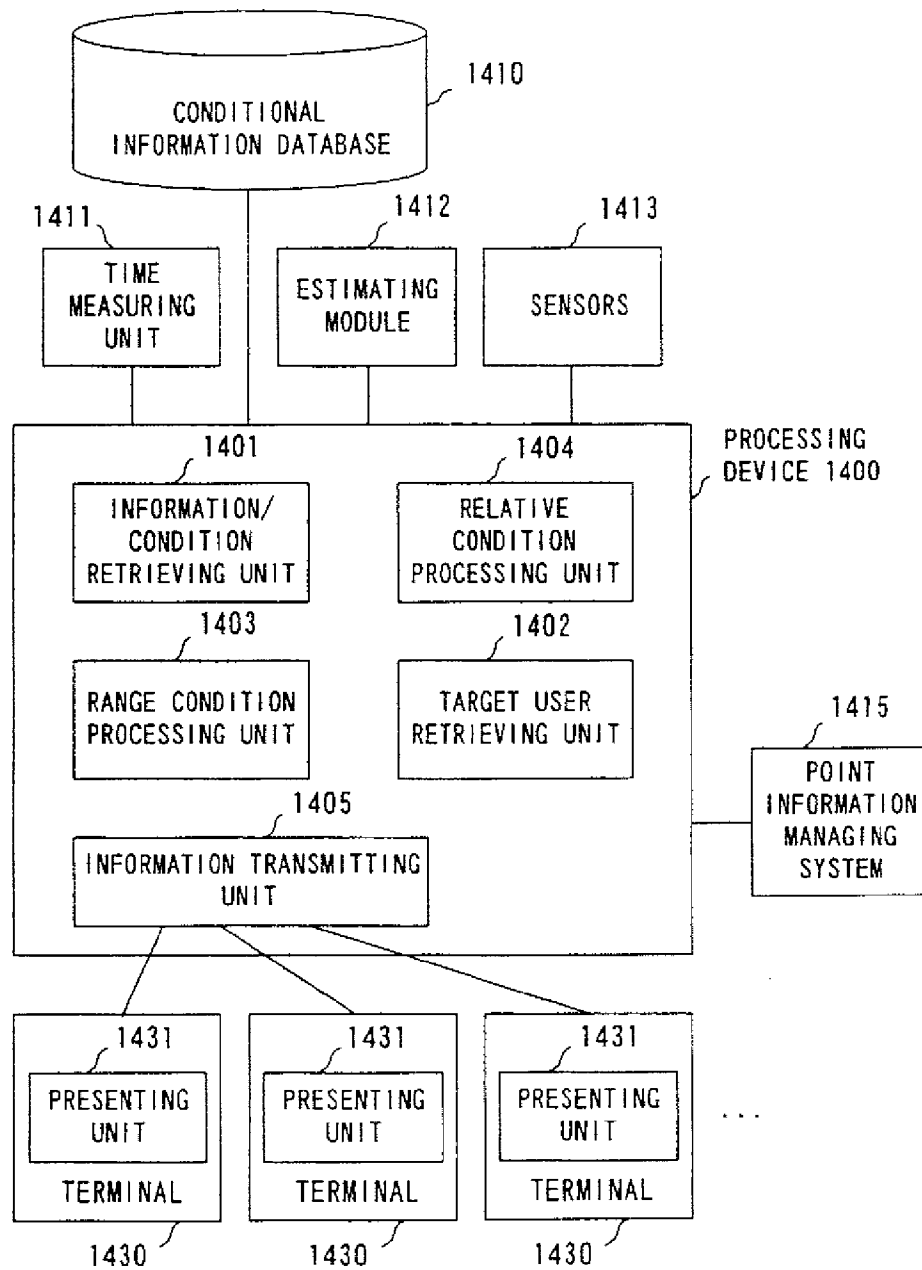 1410
CONDITIONAL
INFORMATION DATABASE
1411
1412
1413
TIME
MEASURING
UNIT
ESTIMATING
MODULE
SENSORS
PROCESSING
DEVICE 1400
1401
1404
INFORMATION/
CONDITION
RETRIEVING UNIT
RELATIVE
CONDITION
PROCESSING UNIT
1403
1402
RANGE CONDITION
PROCESSING UNIT
TARGET USER
RETRIEVING UNIT
1415
POINT
INFORMATION
MANAGING
SYSTEM
1405
INFORMATION TRANSMITTING
UNIT
1431
1431
1431
PRESENTING
UNIT
PRESENTING
UNIT
PRESENTING
UNIT
...
TERMINAL
TERMINAL
TERMINAL
1430
1430
1430